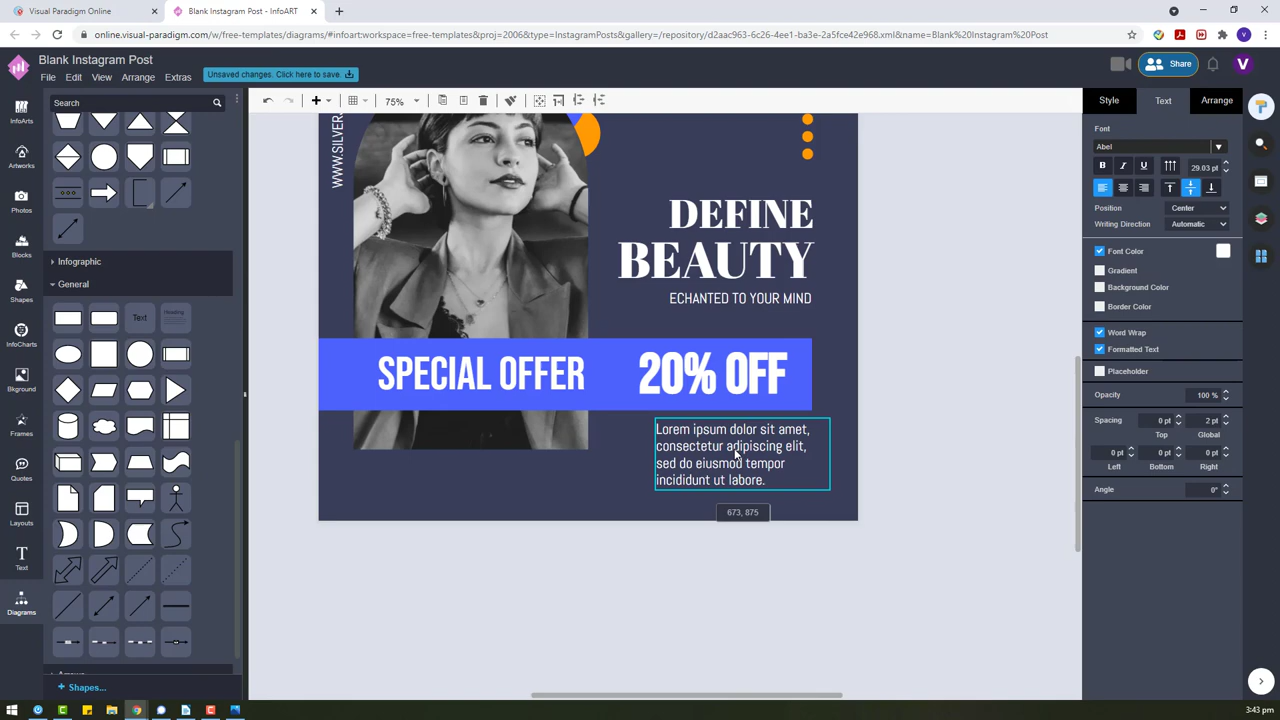 Visual Paradigm Online
Blank Instagram Post - InfoART
online.visual-paradigm.com/w/free-templates/diagrams/#infoart:workspace=free-templates&proj=2006&type=InstagramPosts&gallery=/repository/d2aac963-6c26-4ee1-ba3e-2a5fce42e968.xml&name=Blank%20Instagram%20Post
Blank Instagram Post
File Edit View Arrange Extras
Unsaved changes. Click here to save.
Share
V
Search
75%
Style Text Arrange
InfoArts
Artworks
Photos
Blocks
Shapes
InfoCharts
Bkground
Frames
Quotes
Layouts
Text
Diagrams
Infographic
General
Text
Heading
Shapes...
WWW.SILVER
DEFINE
BEAUTY
ECHANTED TO YOUR MIND
SPECIAL OFFER 20% OFF
Lorem ipsum dolor sit amet,
consectetur adipiscing elit,
sed do eiusmod tempor
incididunt ut labore.
673, 875
Font
Abel
B I U
29.03 pt
Position Center
Writing Direction Automatic
Font Color
Gradient
Background Color
Border Color
Word Wrap
Formatted Text
Placeholder
Opacity 100 %
Spacing 0 pt 2 pt
Top Global
0 pt 0 pt 0 pt
Left Bottom Right
Angle 0°
3:43 pm